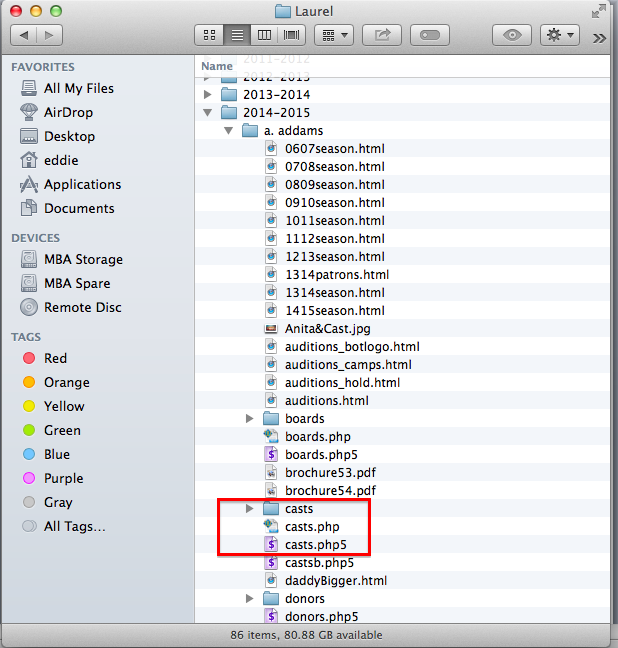 Laurel
FAVORITES
All My Files
AirDrop
Desktop
eddie
Applications
Documents
DEVICES
MBA Storage
MBA Spare
Remote Disc
TAGS
Red
Orange
Yellow
Green
Blue
Purple
Gray
All Tags...
Name
2011-2012
2012-2013
2013-2014
2014-2015
a. addams
0607season.html
0708season.html
0809season.html
0910season.html
1011season.html
1112season.html
1213season.html
1314patrons.html
1314season.html
1415season.html
Anita&Cast.jpg
auditions_botlogo.html
auditions_camps.html
auditions_hold.html
auditions.html
boards
boards.php
boards.php5
brochure53.pdf
brochure54.pdf
casts
casts.php
casts.php5
castsb.php5
daddyBigger.html
donors
donors.php5
86 items, 80.88 GB available